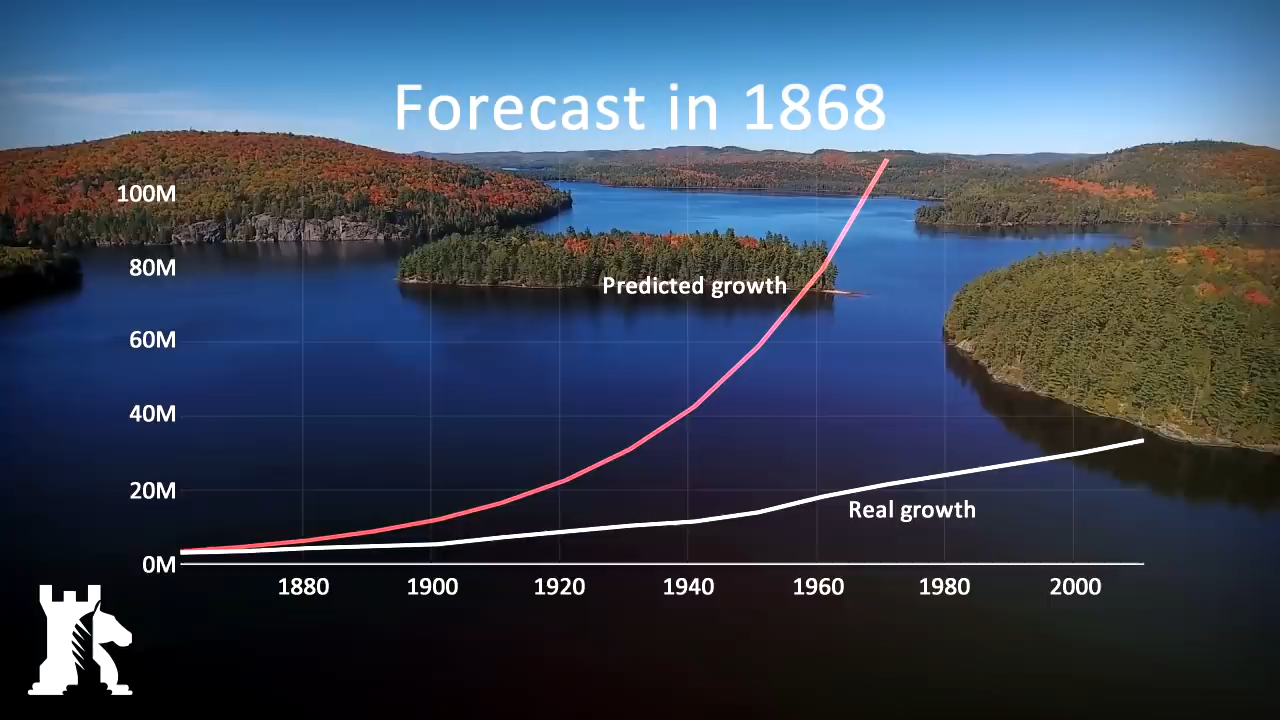 Forecast in 1868
100M
80M
Predicted growth
60M
40M
20M
Real growth
0M
1880 1900 1920 1940 1960 1980 2000